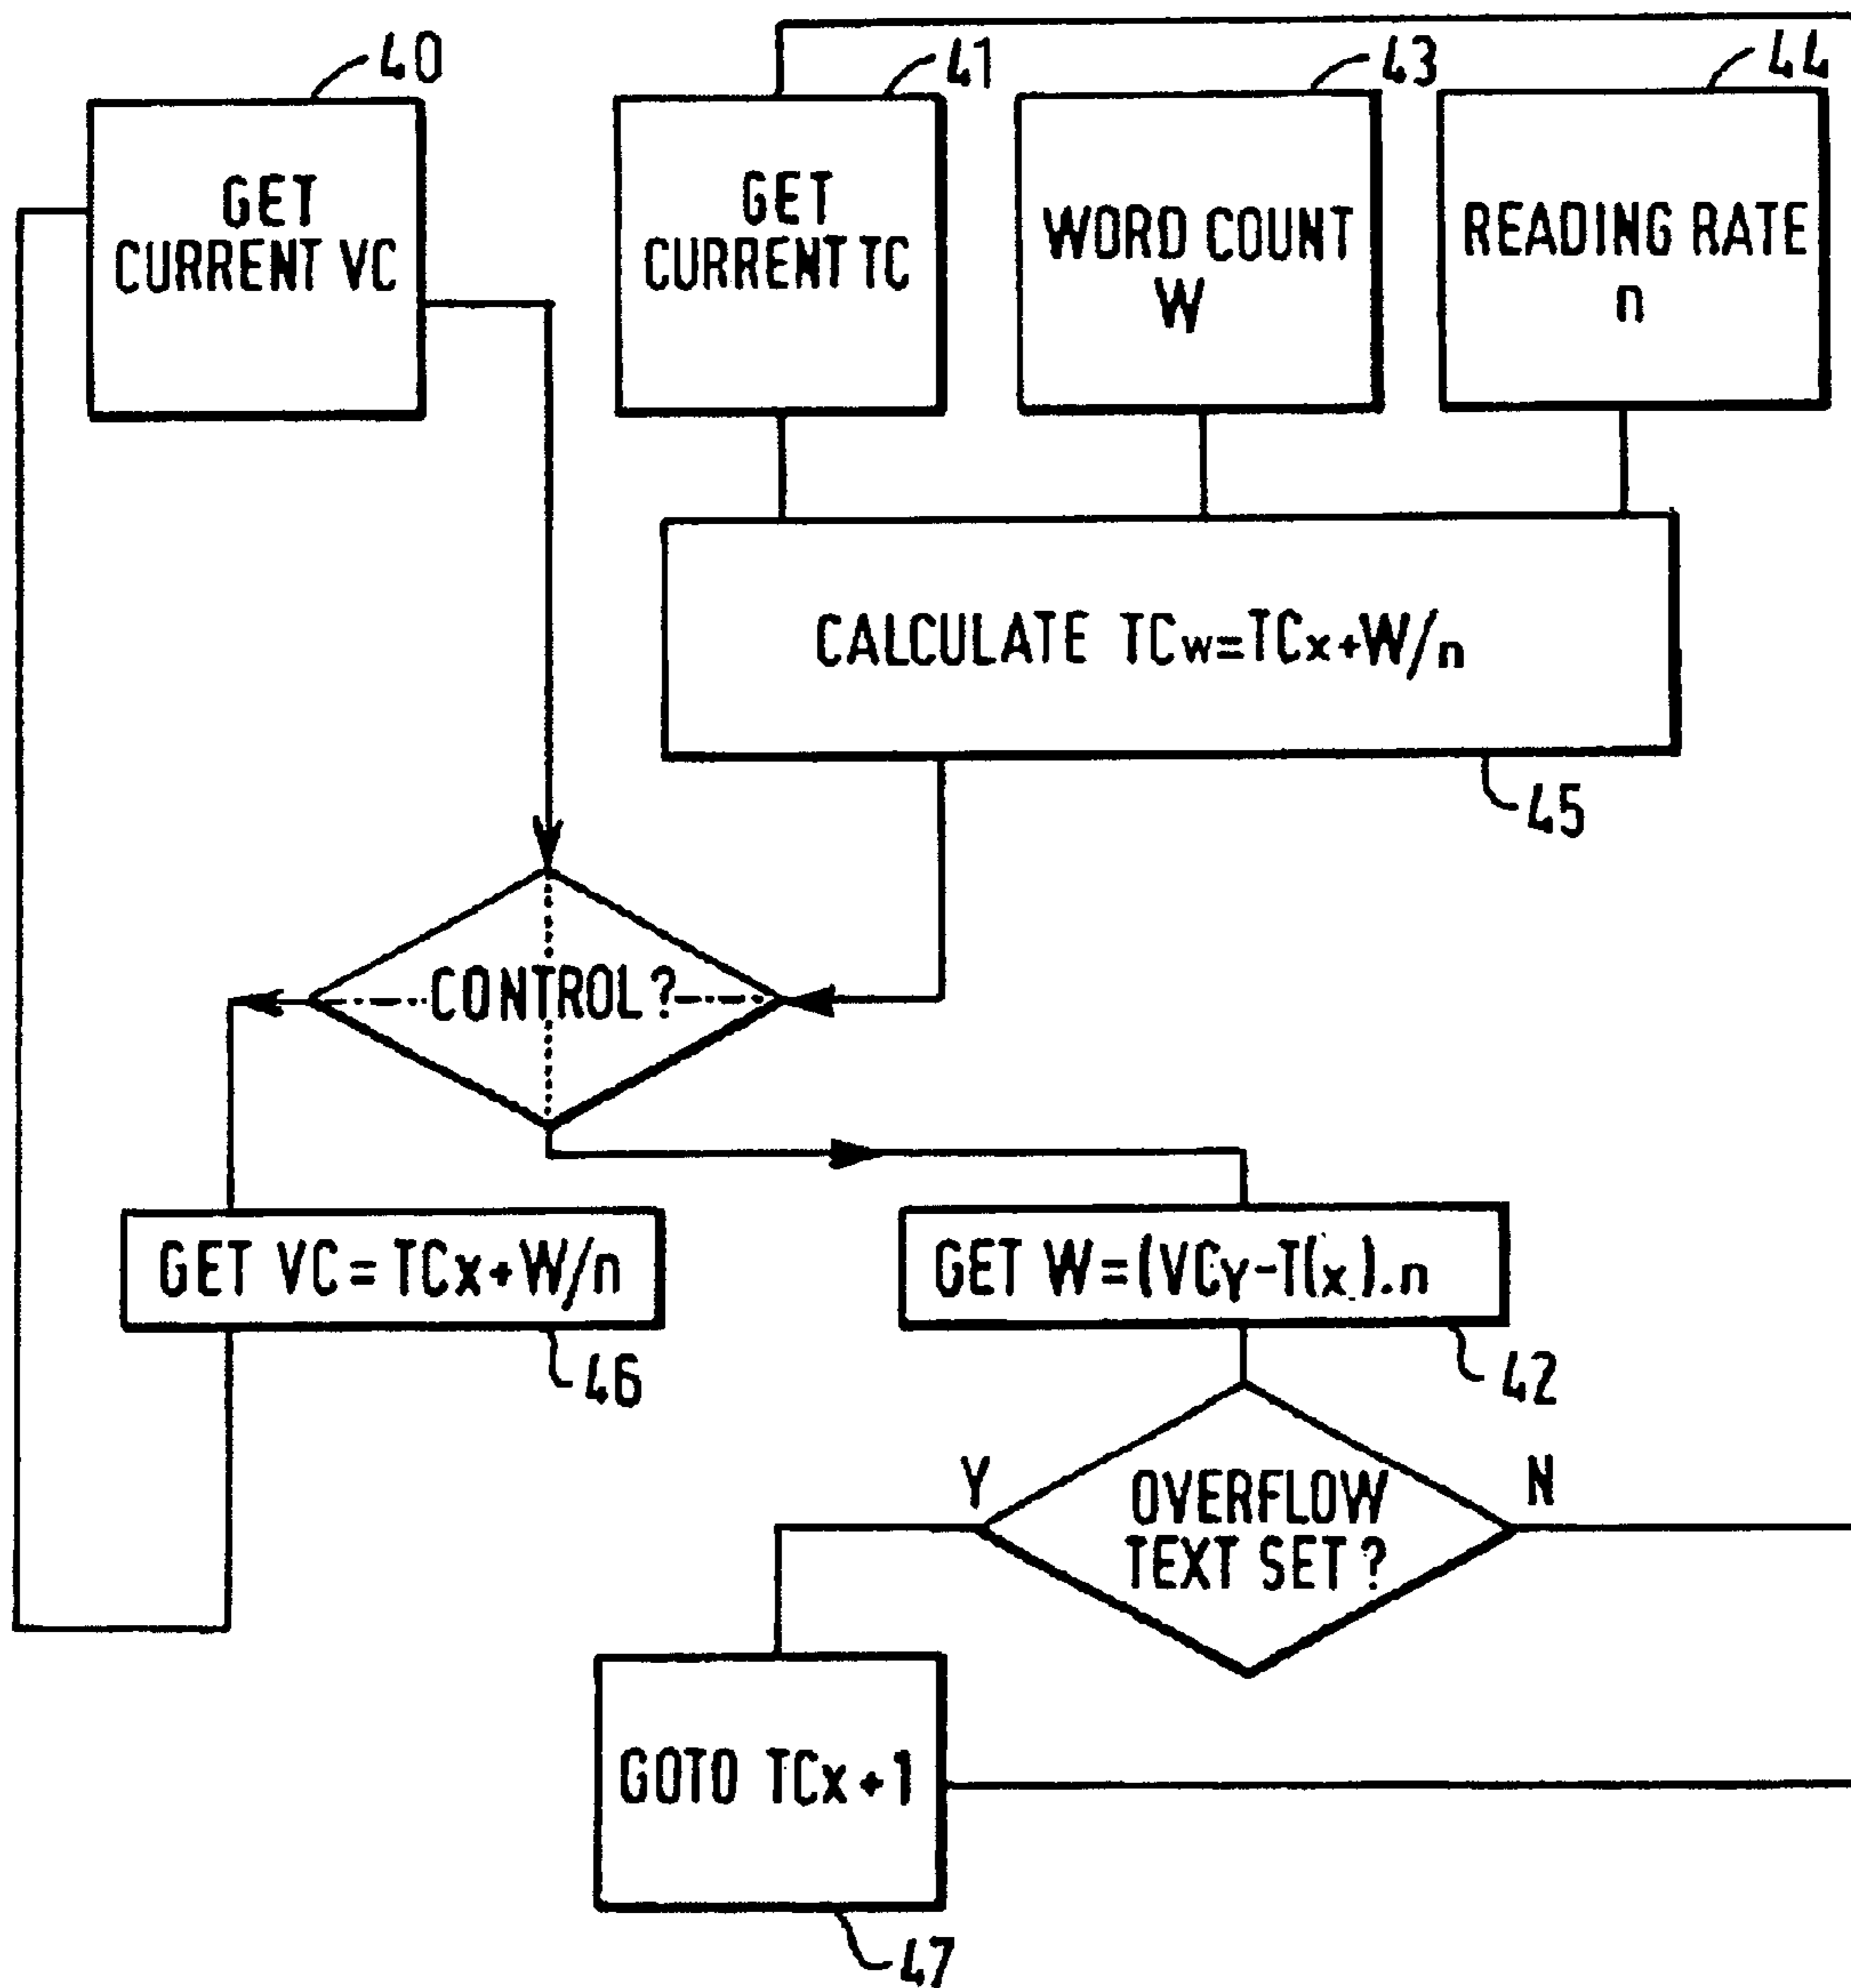 40
41
43
44
GET
CURRENT VC
GET
CURRENT TC
WORD COUNT
W
READING RATE
n
CALCULATE TCw=TCx+W/n
45
CONTROL?
GET VC=TCx+W/n
46
GET W=(VCy-T(x).n
42
Y
N
OVERFLOW
TEXT SET?
GOTO TCx+1
47